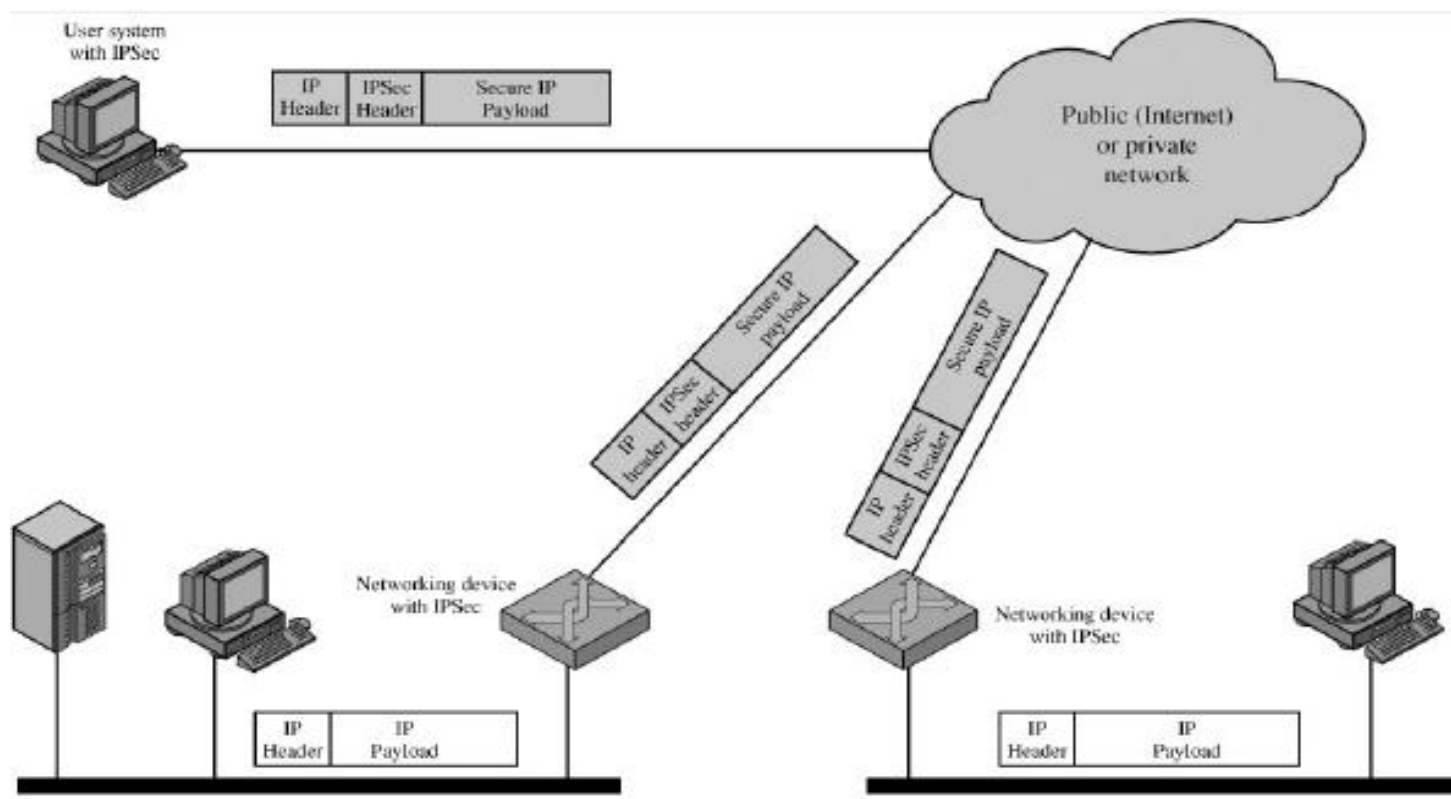 User system
with IPSec
IP
Header
IPSec
Header
Secure IP
Payload
Public (Internet)
or private
network
Secure IP
payload
IPSec
header
IP
header
Secure IP
payload
IPSec
header
IP
header
Networking device
with IPSec
Networking device
with IPSec
IP
Header
IP
Payload
IP
Header
IP
Payload